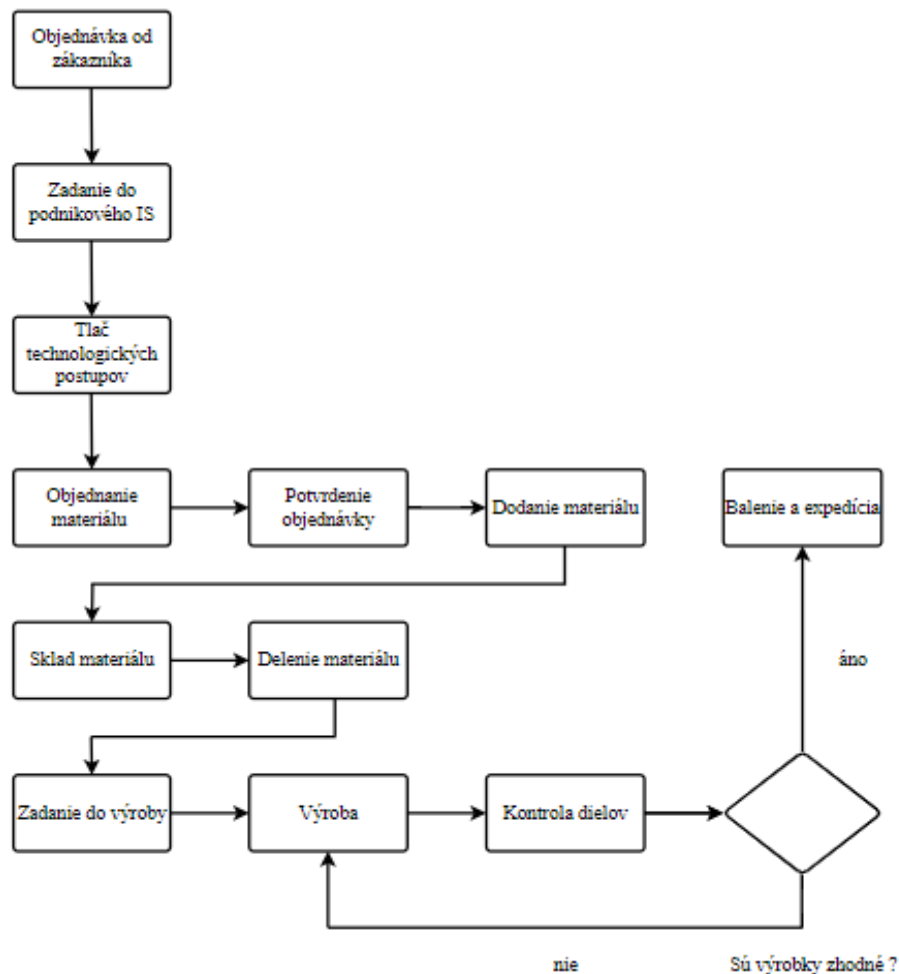 Objednávka od
zákazníka
Zadanie do
podnikového IS
Tlač
technologických
postupov
Objednanie
materiálu
Potvrdenie
objednávky
Dodanie materiálu
Balenie a expedícia
Sklad materiálu
Delenie materiálu
áno
Zadanie do výroby
Výroba
Kontrola dielov
nie
Sú výrobky zhodné ?